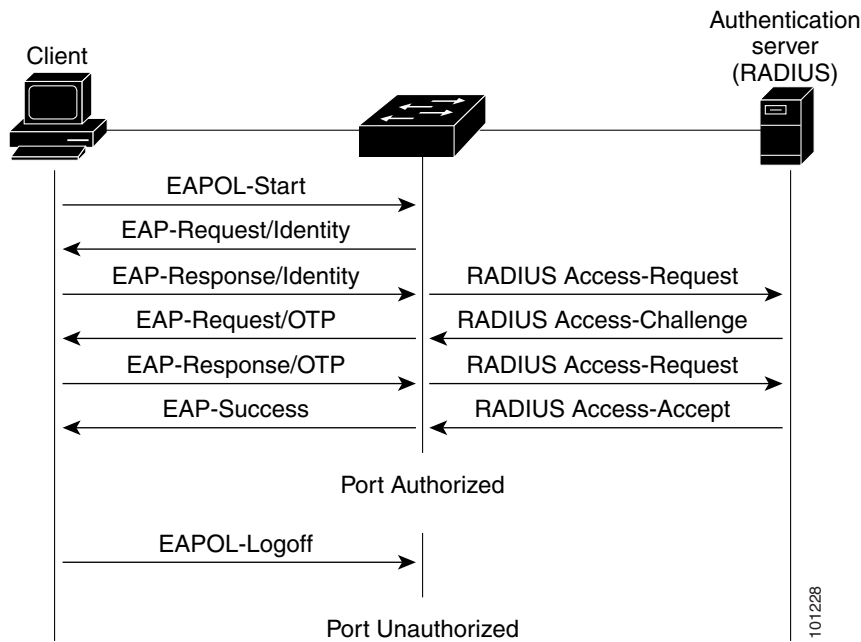 Client
Authentication
server
(RADIUS)
EAPOL-Start
EAP-Request/Identity
EAP-Response/Identity
RADIUS Access-Request
EAP-Request/OTP
RADIUS Access-Challenge
EAP-Response/OTP
RADIUS Access-Request
EAP-Success
RADIUS Access-Accept
Port Authorized
EAPOL-Logoff
Port Unauthorized
101228